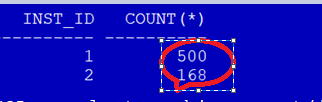 INST_ID COUNT(*)
---------- ----------
1 500
2 168